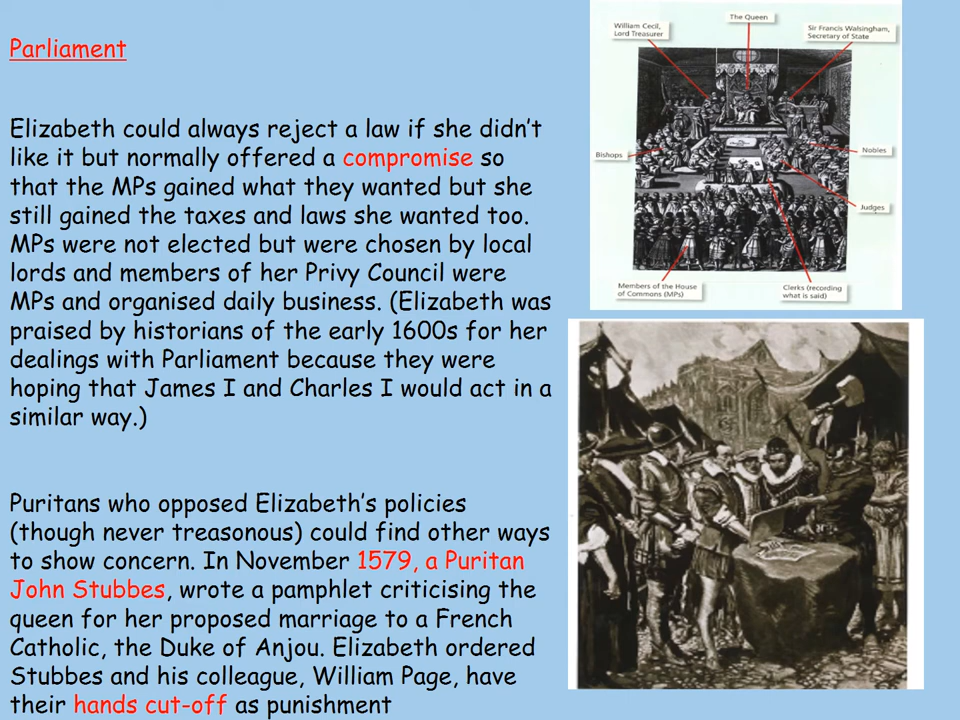 Parliament
Elizabeth could always reject a law if she didn't
like it but normally offered a compromise so
that the MPs gained what they wanted but she
still gained the taxes and laws she wanted too.
MPs were not elected but were chosen by local
lords and members of her Privy Council were
MPs and organised daily business. (Elizabeth was
praised by historians of the early 1600s for her
dealings with Parliament because they were
hoping that James I and Charles I would act in a
similar way.)
Puritans who opposed Elizabeth's policies
(though never treasonous) could find other ways
to show concern. In November 1579, a Puritan
John Stubbes, wrote a pamphlet criticising the
queen for her proposed marriage to a French
Catholic, the Duke of Anjou. Elizabeth ordered
Stubbes and his colleague, William Page, have
their hands cut-off as punishment
William Cecil,
Lord Treasurer
The Queen
Sir Francis Walsingham,
Secretary of State
Bishops
Nobles
Judges
Members of the House
of Commons (MPs)
Clerks (recording
what is said)